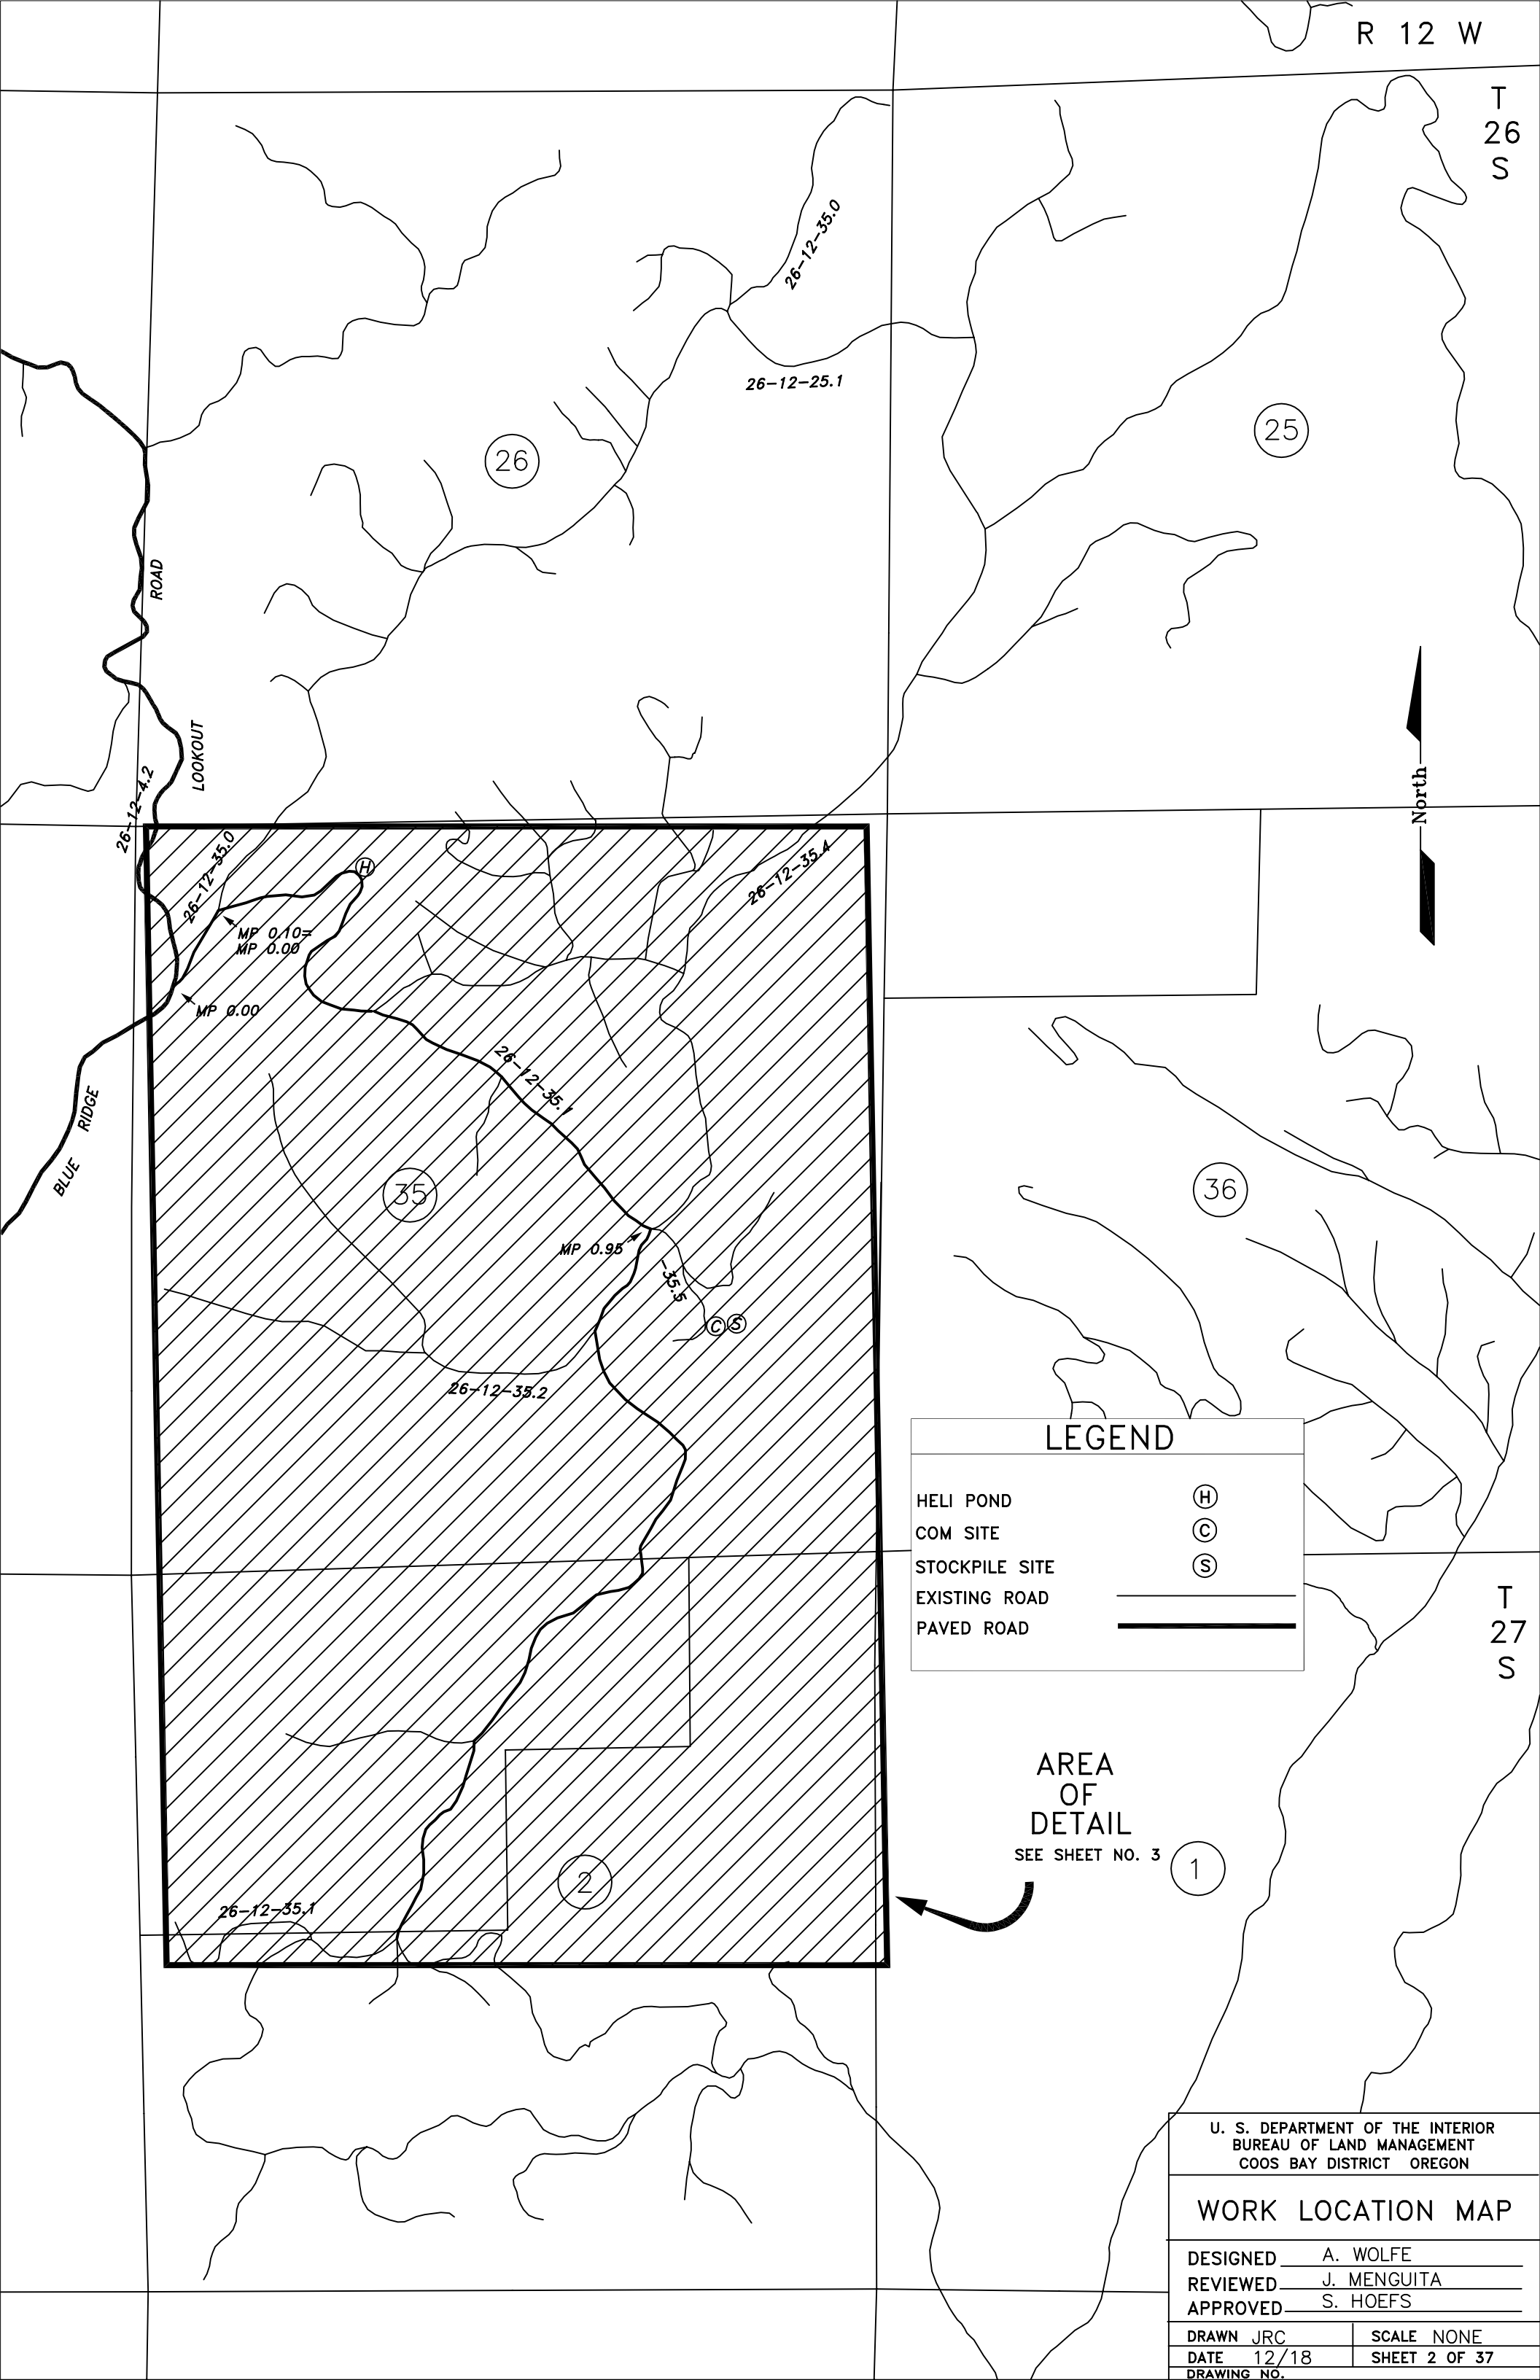 R 12 W
T
26
S
26-12-35.0
26-12-25.1
25
26
ROAD
LOOKOUT
26-12-4.2
North
26-12-35.0
H
26-12-35.4
MP 0.10=
MP 0.00
MP 0.00
26-12-35.1
BLUE RIDGE
35
36
MP 0.95
-35.5
C S
26-12-35.2
LEGEND
HELI POND H
COM SITE C
STOCKPILE SITE S
EXISTING ROAD
PAVED ROAD
T
27
S
AREA
OF
DETAIL
SEE SHEET NO. 3
1
2
26-12-35.1
U. S. DEPARTMENT OF THE INTERIOR
BUREAU OF LAND MANAGEMENT
COOS BAY DISTRICT OREGON
WORK LOCATION MAP
DESIGNED A. WOLFE
REVIEWED J. MENGUITA
APPROVED S. HOEFS
DRAWN JRC SCALE NONE
DATE 12/18 SHEET 2 OF 37
DRAWING NO.